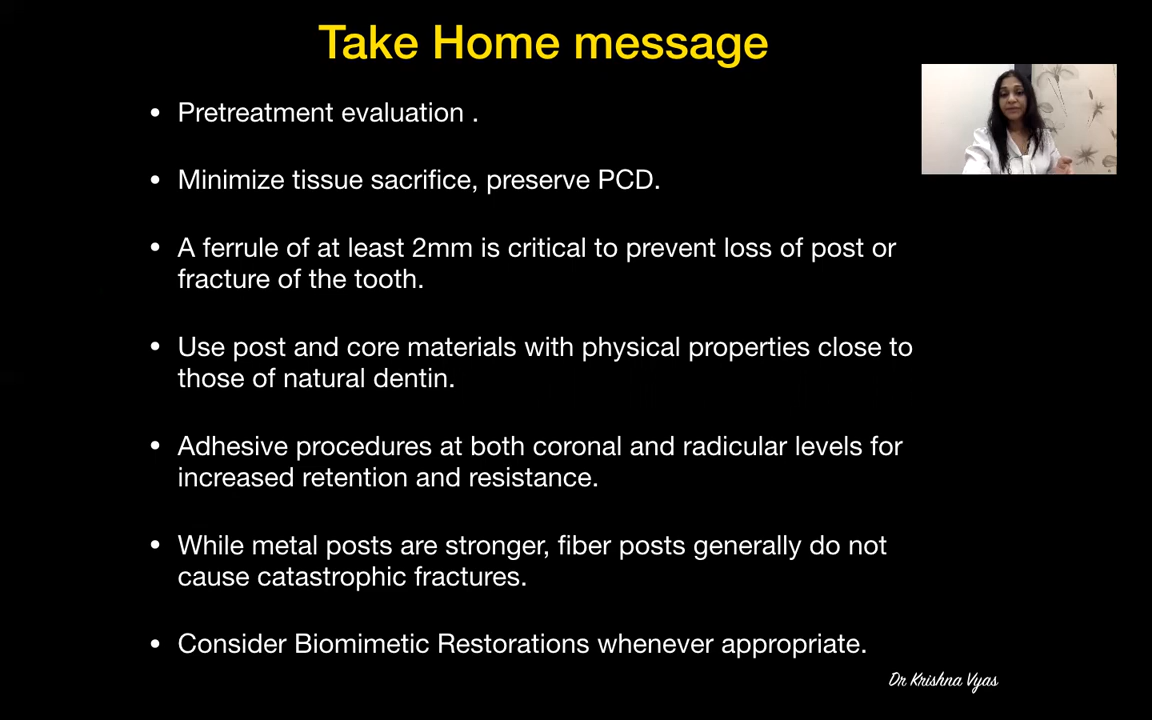 Take Home message
• Pretreatment evaluation .
• Minimize tissue sacrifice, preserve PCD.
• A ferrule of at least 2mm is critical to prevent loss of post or
fracture of the tooth.
• Use post and core materials with physical properties close to
those of natural dentin.
• Adhesive procedures at both coronal and radicular levels for
increased retention and resistance.
• While metal posts are stronger, fiber posts generally do not
cause catastrophic fractures.
• Consider Biomimetic Restorations whenever appropriate.
Dr Krishna Vyas